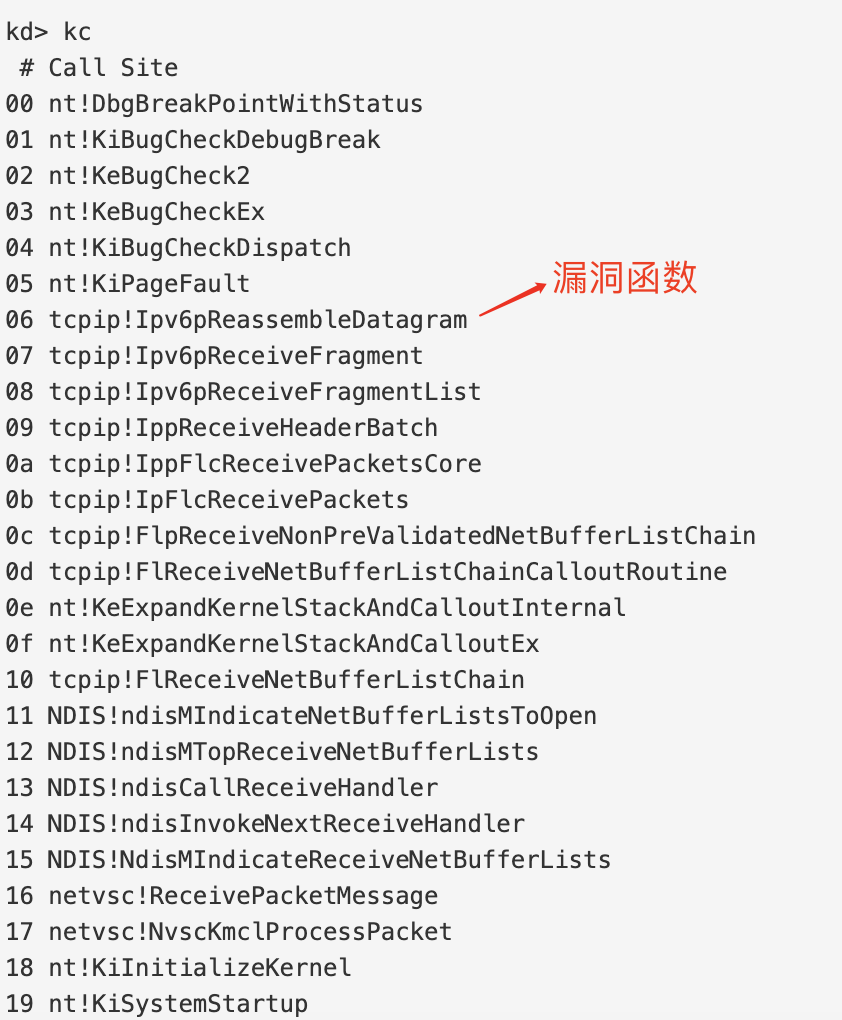 kd> kc
 # Call Site
00 nt!DbgBreakPointWithStatus
01 nt!KiBugCheckDebugBreak
02 nt!KeBugCheck2
03 nt!KeBugCheckEx
04 nt!KiBugCheckDispatch
05 nt!KiPageFault
漏洞函数
06 tcpip!Ipv6pReassembleDatagram
07 tcpip!Ipv6pReceiveFragment
08 tcpip!Ipv6pReceiveFragmentList
09 tcpip!IppReceiveHeaderBatch
0a tcpip!IppFlcReceivePacketsCore
0b tcpip!IpFlcReceivePackets
0c tcpip!FlpReceiveNonPreValidatedNetBufferListChain
0d tcpip!FlReceiveNetBufferListChainCalloutRoutine
0e nt!KeExpandKernelStackAndCalloutInternal
0f nt!KeExpandKernelStackAndCalloutEx
10 tcpip!FlReceiveNetBufferListChain
11 NDIS!ndisMIndicateNetBufferListsToOpen
12 NDIS!ndisMTopReceiveNetBufferLists
13 NDIS!ndisCallReceiveHandler
14 NDIS!ndisInvokeNextReceiveHandler
15 NDIS!NdisMIndicateReceiveNetBufferLists
16 netvsc!ReceivePacketMessage
17 netvsc!NvscKmclProcessPacket
18 nt!KiInitializeKernel
19 nt!KiSystemStartup